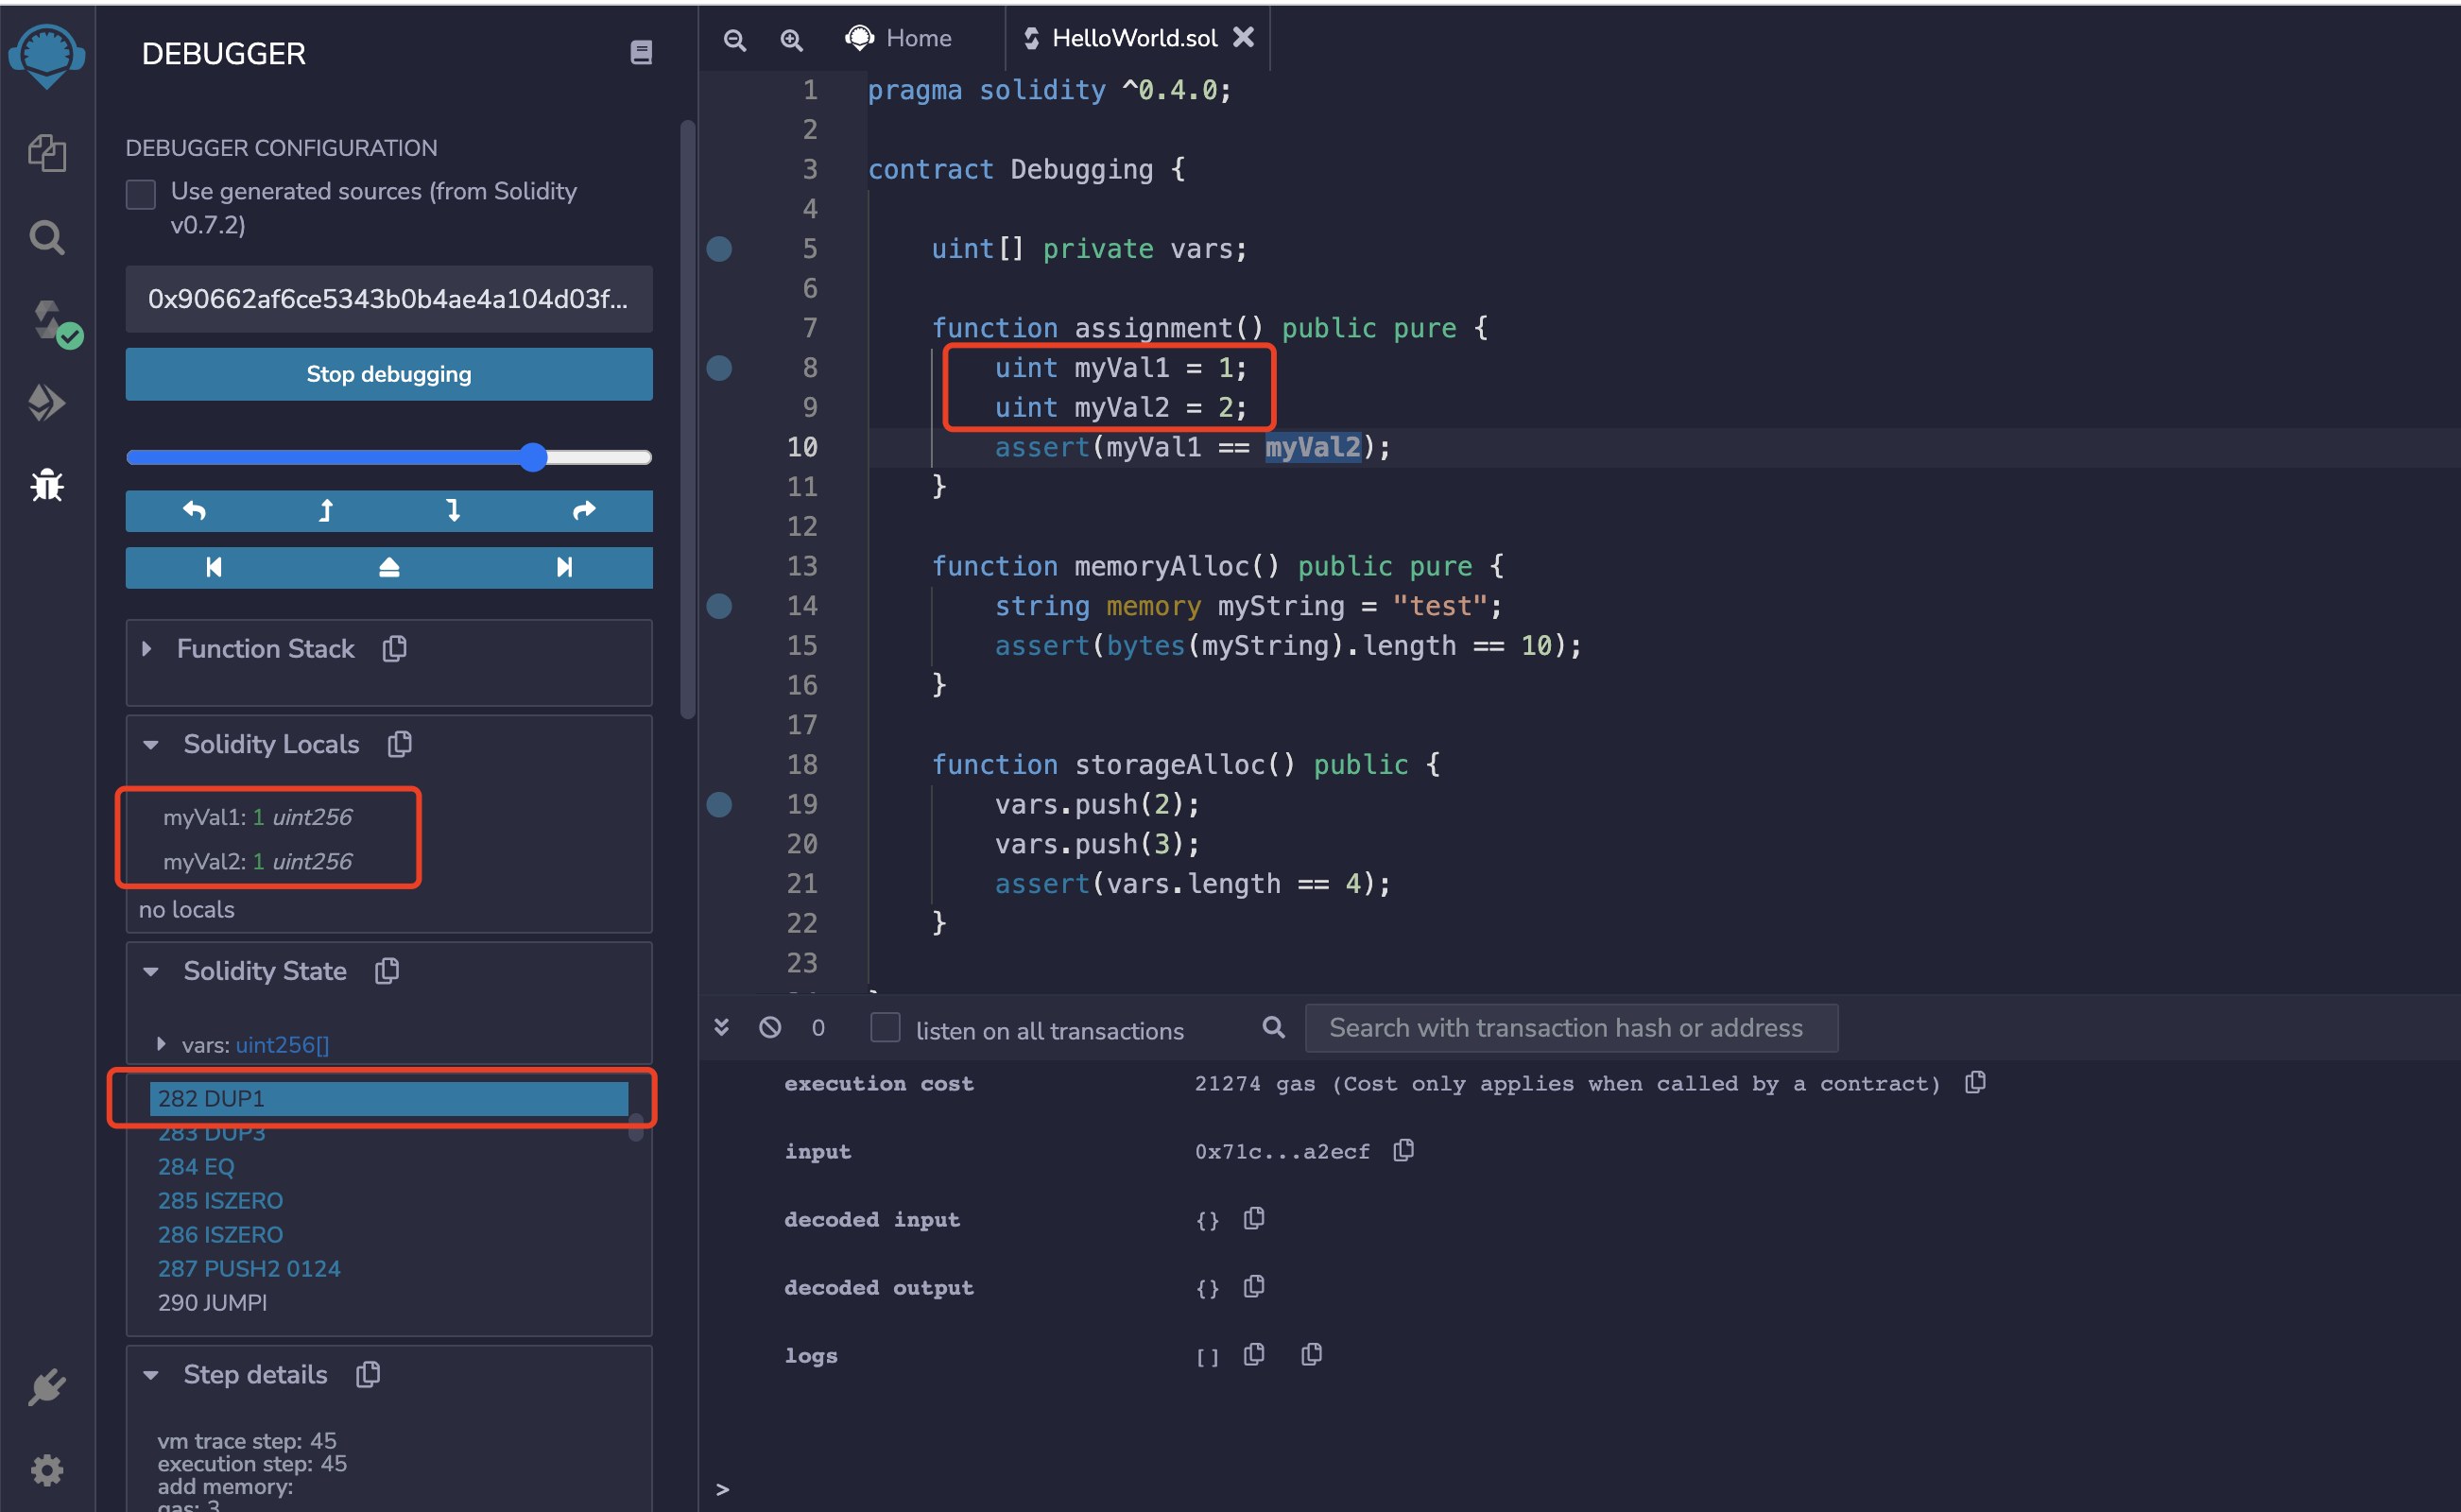 DEBUGGER
DEBUGGER CONFIGURATION
Use generated sources (from Solidity
v0.7.2)
0x90662af6ce5343b0b4ae4a104d03f...
Stop debugging
Function Stack
Solidity Locals
myVal1: 1 uint256
myVal2: 1 uint256
no locals
Solidity State
vars: uint256[]
282 DUP1
283 DUP3
284 EQ
285 ISZERO
286 ISZERO
287 PUSH2 0124
290 JUMPI
Step details
vm trace step: 45
execution step: 45
add memory:
gas: 3
Home
HelloWorld.sol
1 pragma solidity ^0.4.0;
2
3 contract Debugging {
4
5 uint[] private vars;
6
7 function assignment() public pure {
8 uint myVal1 = 1;
9 uint myVal2 = 2;
10 assert(myVal1 == myVal2);
11 }
12
13 function memoryAlloc() public pure {
14 string memory myString = "test";
15 assert(bytes(myString).length == 10);
16 }
17
18 function storageAlloc() public {
19 vars.push(2);
20 vars.push(3);
21 assert(vars.length == 4);
22 }
23
0 listen on all transactions Search with transaction hash or address
execution cost 21274 gas (Cost only applies when called by a contract)
input 0x71c...a2ecf
decoded input {}
decoded output {}
logs []
>